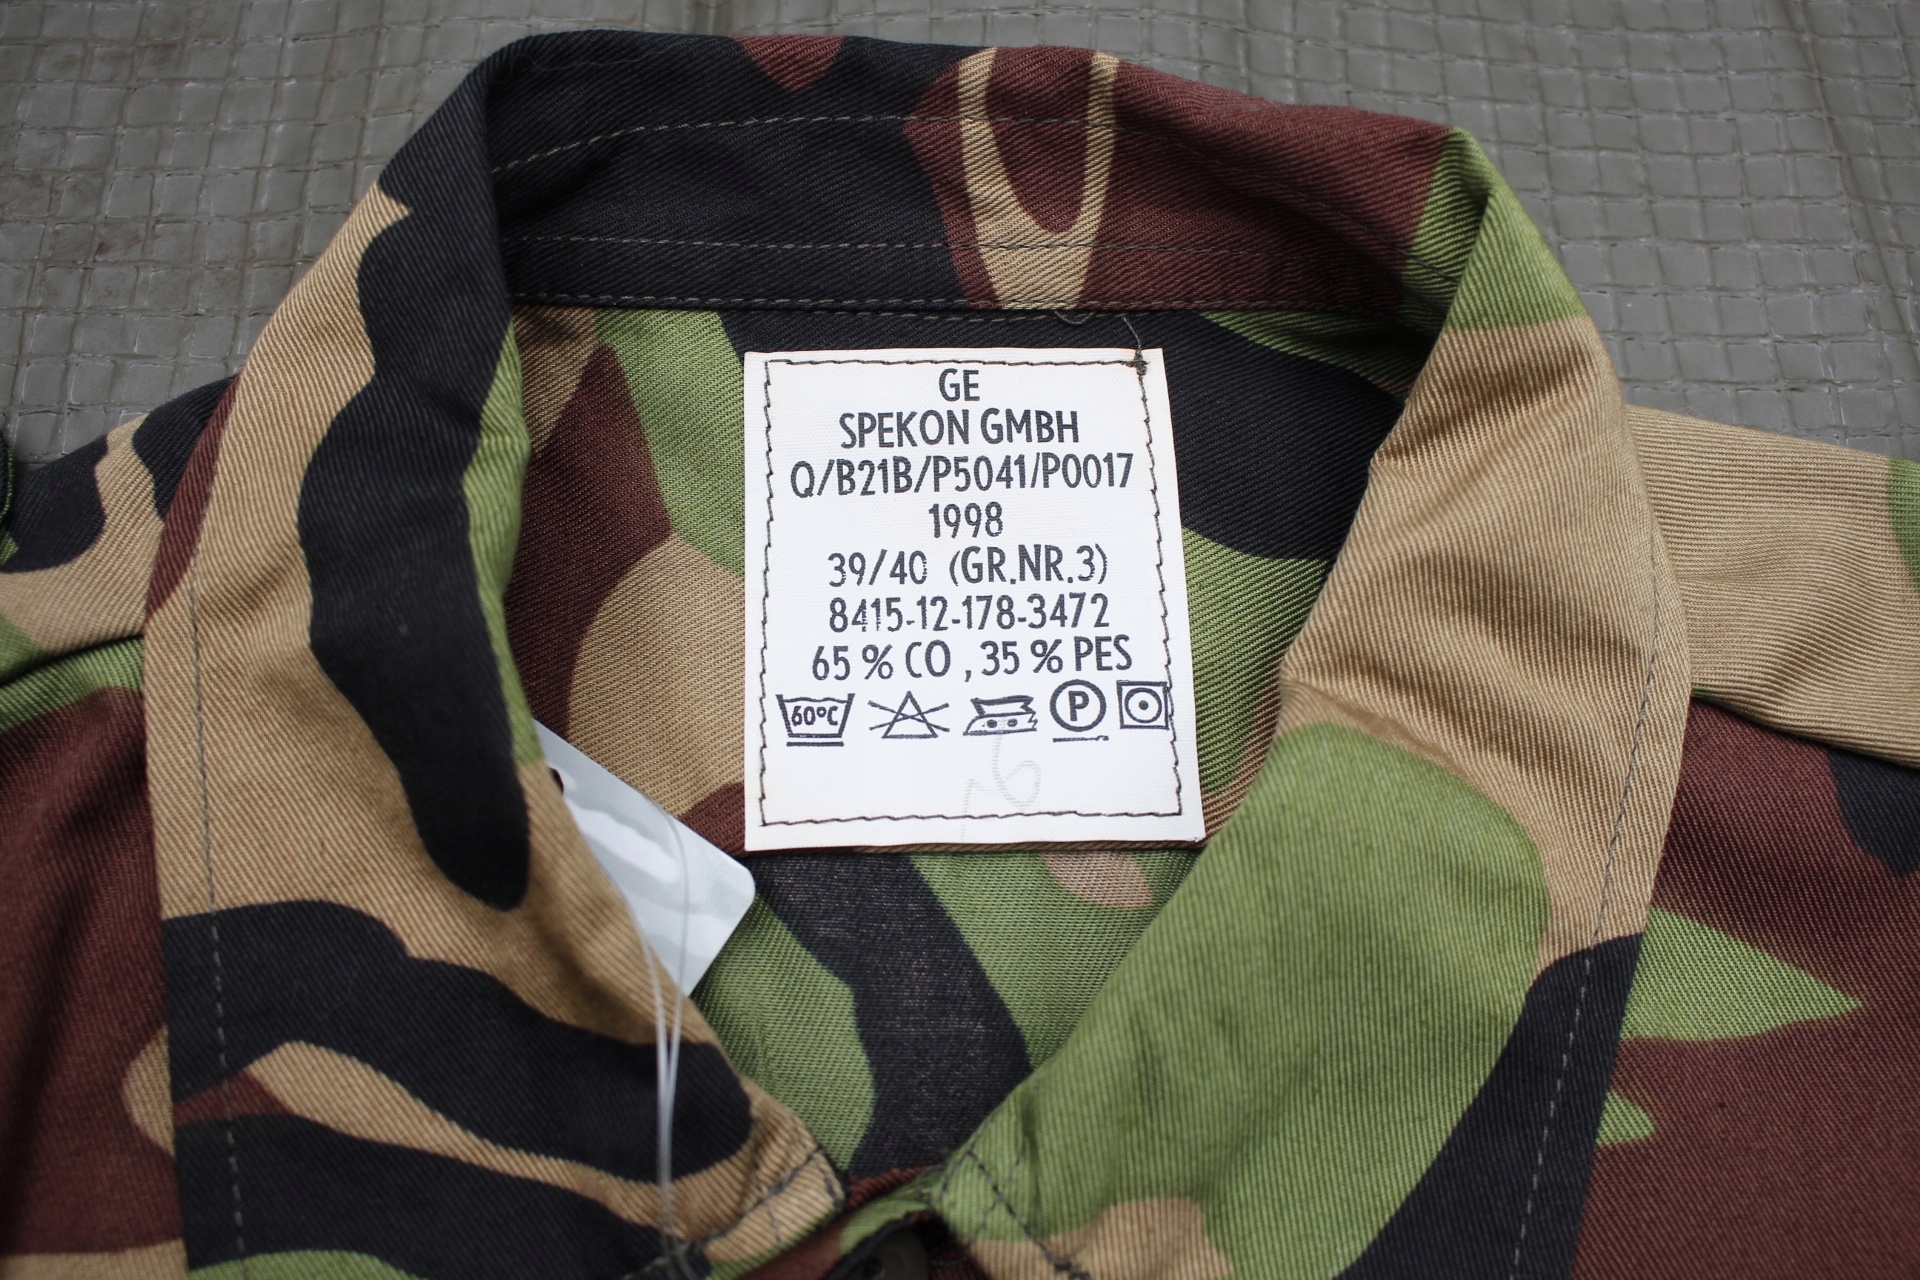 GE
SPEKON GMBH
Q/B21B/P5041/P0017
1998
39/40 (GR.NR.3)
8415-12-178-3472
65 % CO , 35 % PES
60°C P